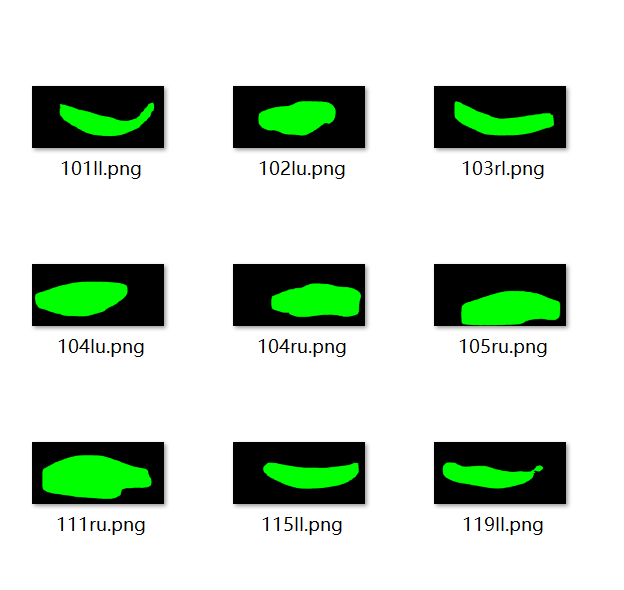 101ll.png 102lu.png 103rl.png
104lu.png 104ru.png 105ru.png
111ru.png 115ll.png 119ll.png